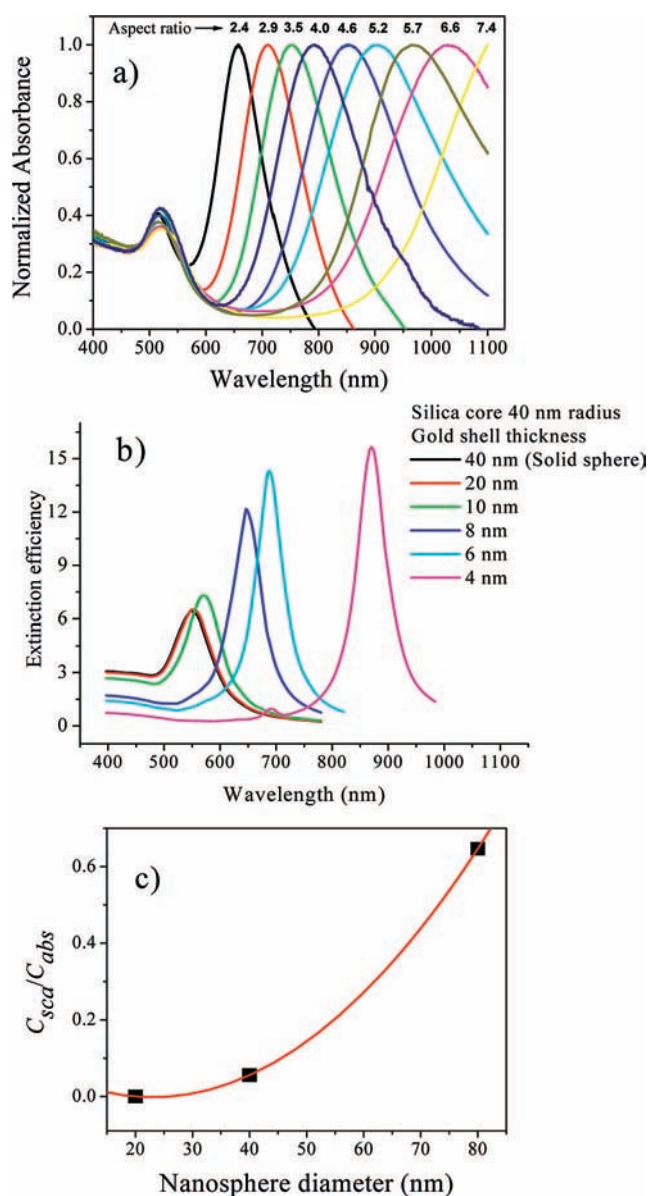 Aspect ratio → 2.4 2.9 3.5 4.0 4.6 5.2 5.7 6.6 7.4
a)
1.0
0.8
0.6
0.4
0.2
0.0
Normalized Absorbance
400 500 600 700 800 900 1000 1100
Wavelength (nm)
b)
Silica core 40 nm radius
Gold shell thickness
40 nm (Solid sphere)
20 nm
10 nm
8 nm
6 nm
4 nm
15
12
9
6
3
0
Extinction efficiency
400 500 600 700 800 900 1000 1100
Wavelength (nm)
c)
0.6
0.4
0.2
0.0
Csca/Cabs
20 30 40 50 60 70 80
Nanosphere diameter (nm)